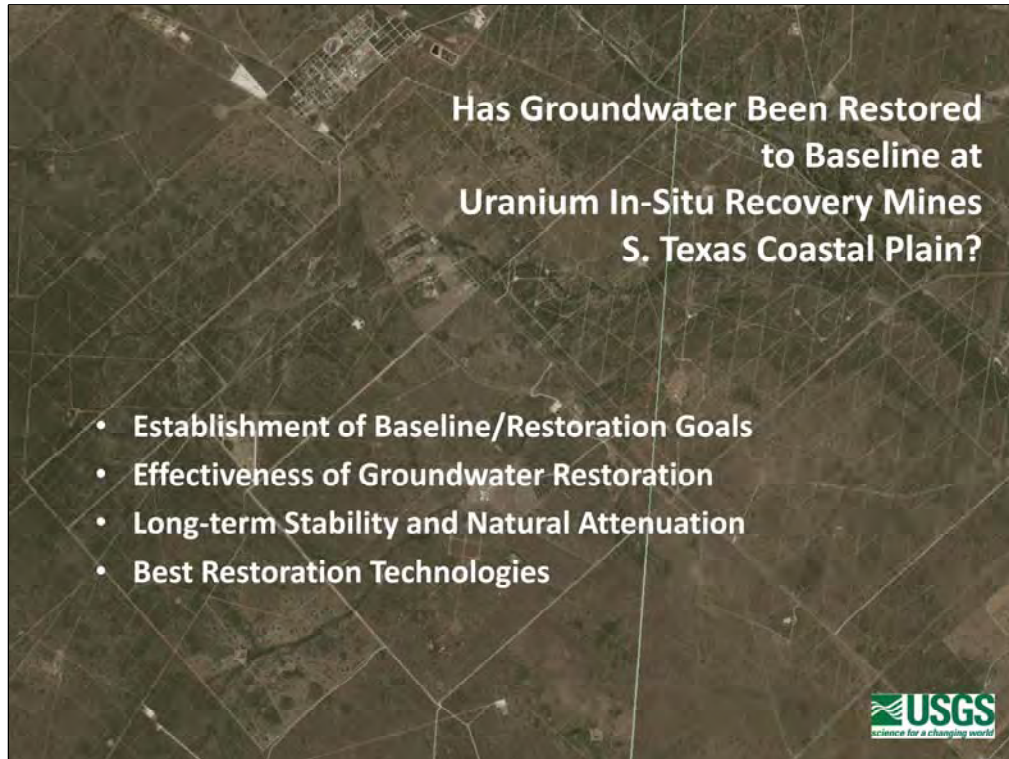 Has Groundwater Been Restored
to Baseline at
Uranium In-Situ Recovery Mines
S. Texas Coastal Plain?
• Establishment of Baseline/Restoration Goals
• Effectiveness of Groundwater Restoration
• Long-term Stability and Natural Attenuation
• Best Restoration Technologies
USGS
science for a changing world